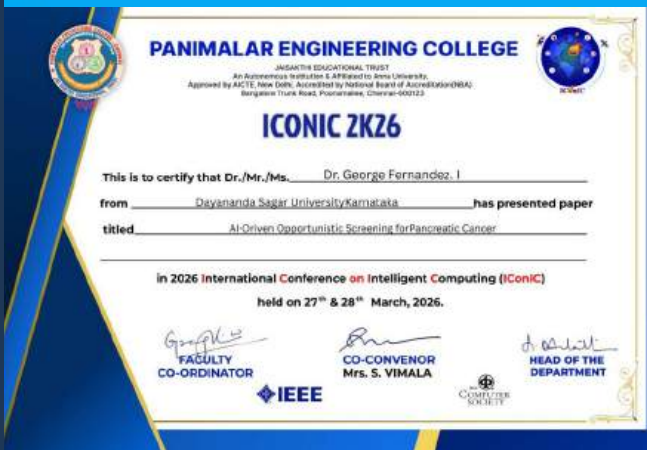 PANIMALAR ENGINEERING COLLEGE
JAISAKTHI EDUCATIONAL TRUST
An Autonomous Institution & Affiliated to Anna University,
Approved by AICTE, New Delhi, Accredited by National Board of Accreditation(NBA)
Bangalore Trunk Road, Poonamallee, Chennai-600123
ICONIC 2K26
This is to certify that Dr./Mr./Ms. Dr. George Fernandez. I
from Dayananda Sagar UniversityKarnataka has presented paper
titled AI-Driven Opportunistic Screening forPancreatic Cancer
in 2026 International Conference on Intelligent Computing (IConIC)
held on 27th & 28th March, 2026.
FACULTY CO-ORDINATOR
CO-CONVENOR
Mrs. S. VIMALA
HEAD OF THE DEPARTMENT
IEEE
COMPUTER SOCIETY